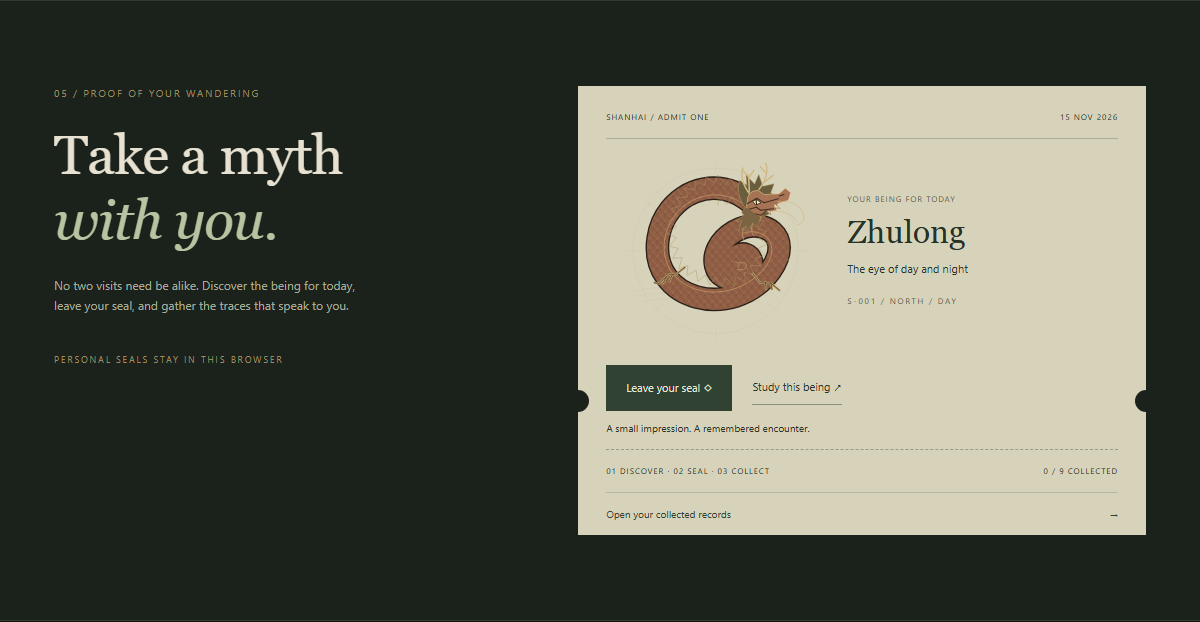 05 / PROOF OF YOUR WANDERING
Take a myth
with you.
No two visits need be alike. Discover the being for today,
leave your seal, and gather the traces that speak to you.
PERSONAL SEALS STAY IN THIS BROWSER
SHANHAI / ADMIT ONE
15 NOV 2026
YOUR BEING FOR TODAY
Zhulong
The eye of day and night
S-001 / NORTH / DAY
Leave your seal ◇
Study this being ↗
A small impression. A remembered encounter.
01 DISCOVER · 02 SEAL · 03 COLLECT
0 / 9 COLLECTED
Open your collected records →